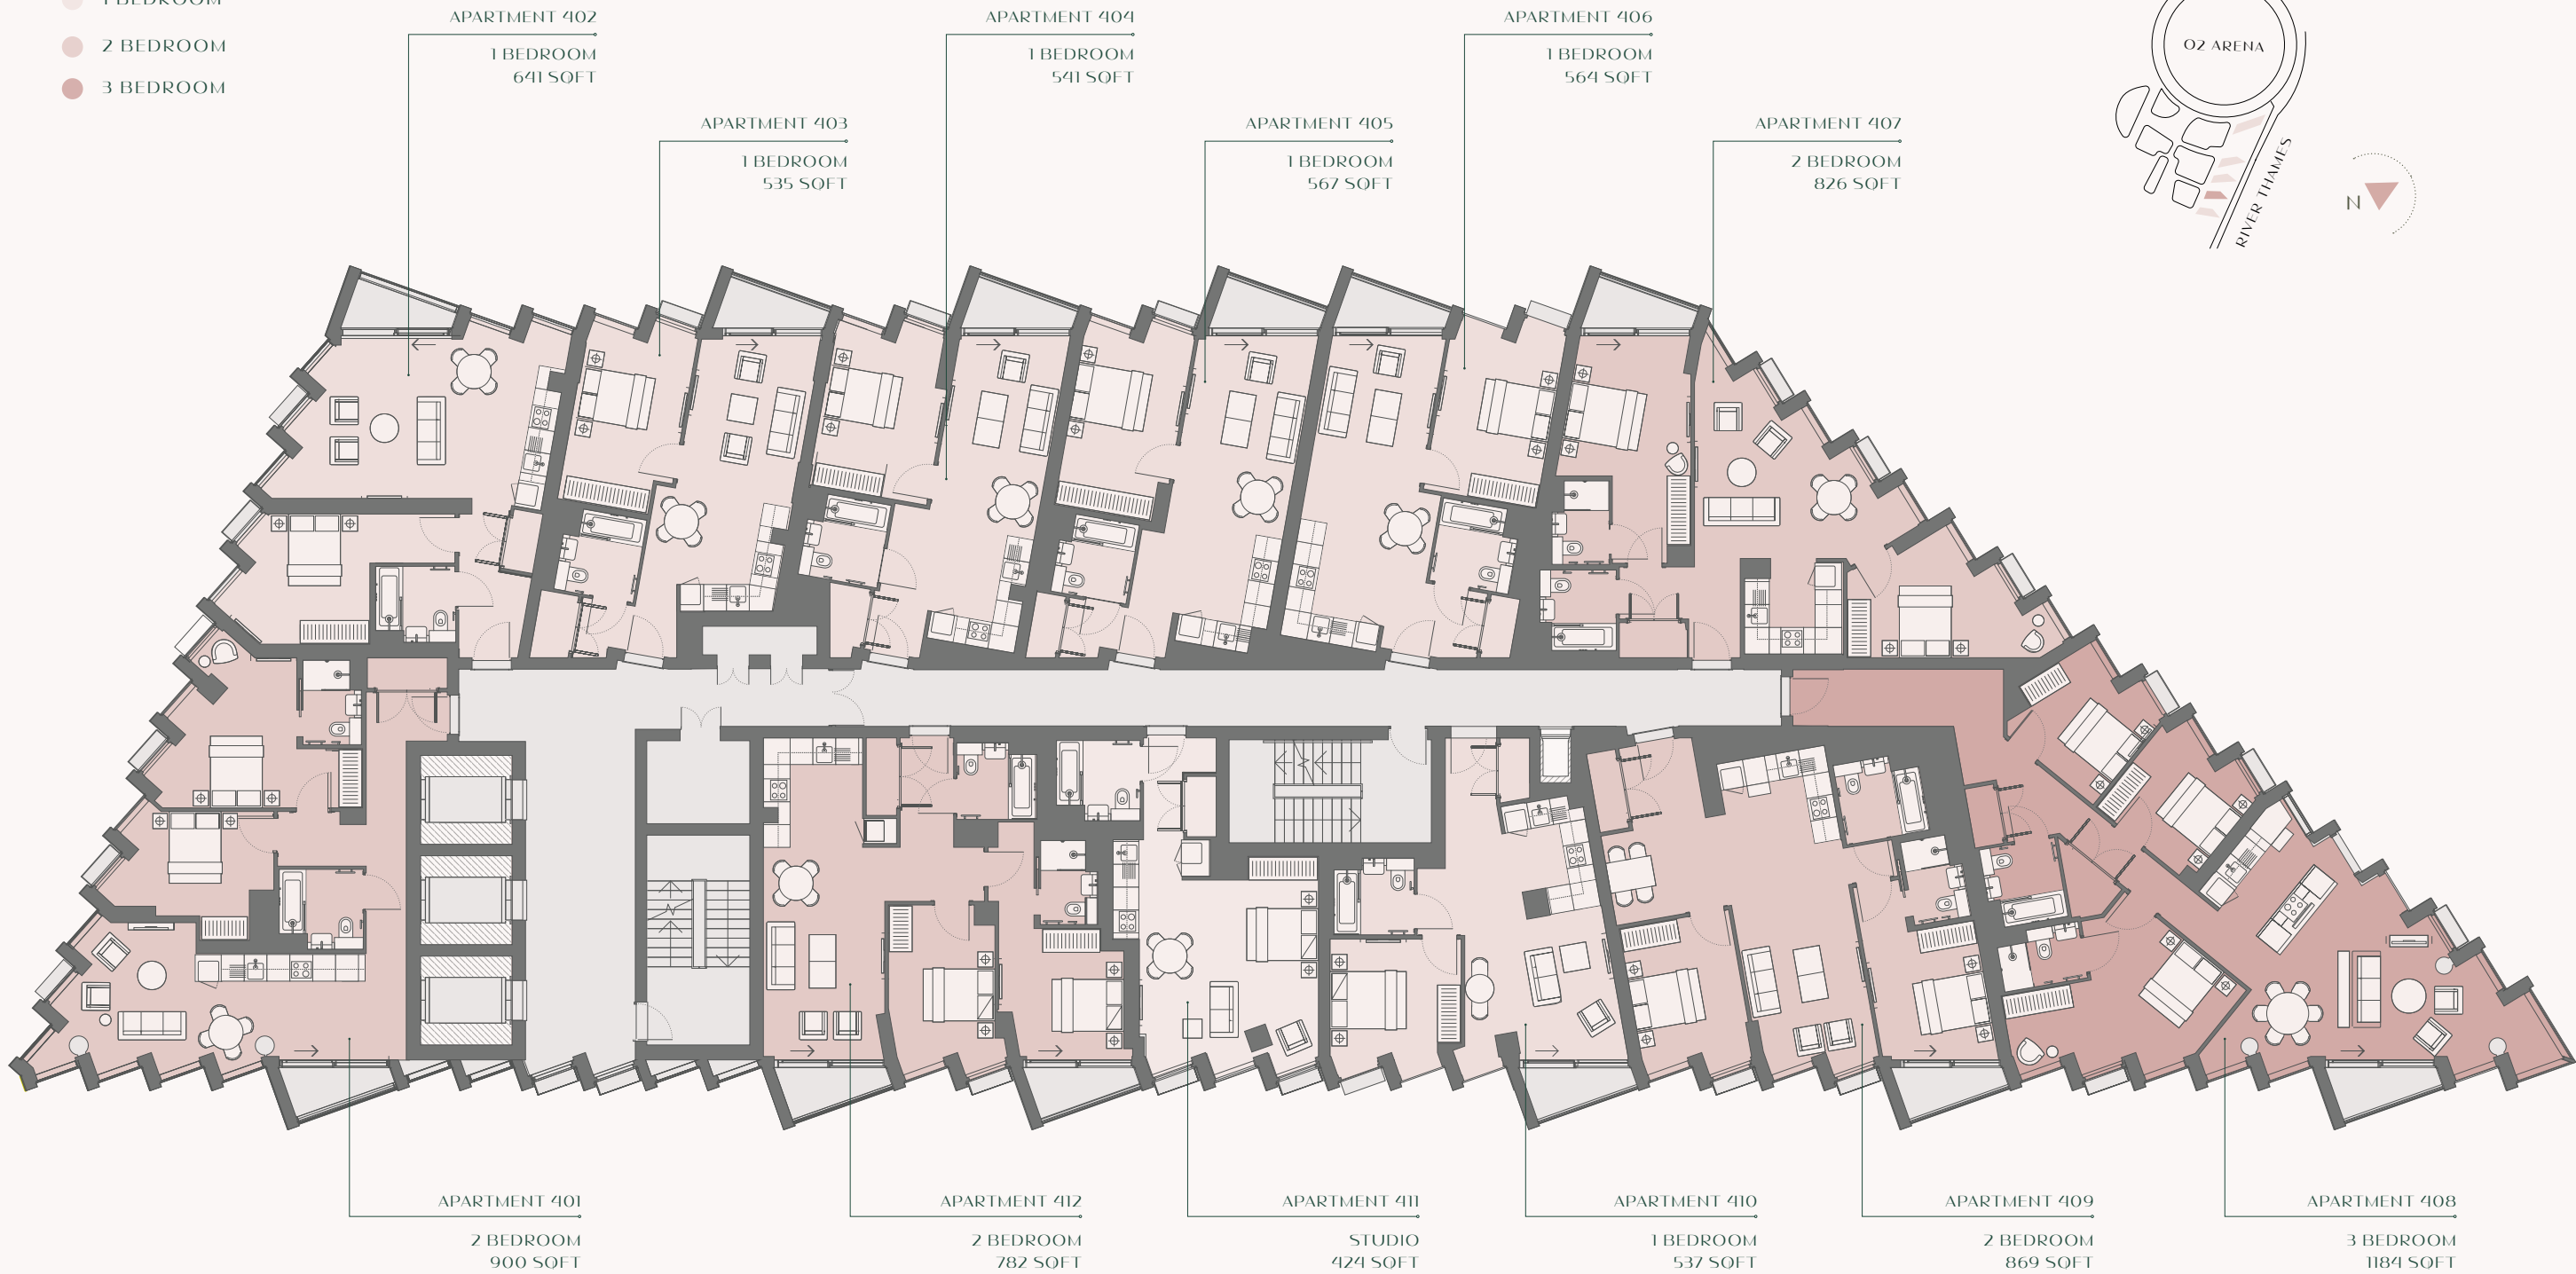 1 BEDROOM
2 BEDROOM
3 BEDROOM
APARTMENT 402
1 BEDROOM
641 SQFT
APARTMENT 403
1 BEDROOM
535 SQFT
APARTMENT 404
1 BEDROOM
541 SQFT
APARTMENT 405
1 BEDROOM
567 SQFT
APARTMENT 406
1 BEDROOM
564 SQFT
APARTMENT 407
2 BEDROOM
826 SQFT
O2 ARENA
RIVER THAMES
N
APARTMENT 401
2 BEDROOM
900 SQFT
APARTMENT 412
2 BEDROOM
782 SQFT
APARTMENT 411
STUDIO
424 SQFT
APARTMENT 410
1 BEDROOM
537 SQFT
APARTMENT 409
2 BEDROOM
869 SQFT
APARTMENT 408
3 BEDROOM
1184 SQFT